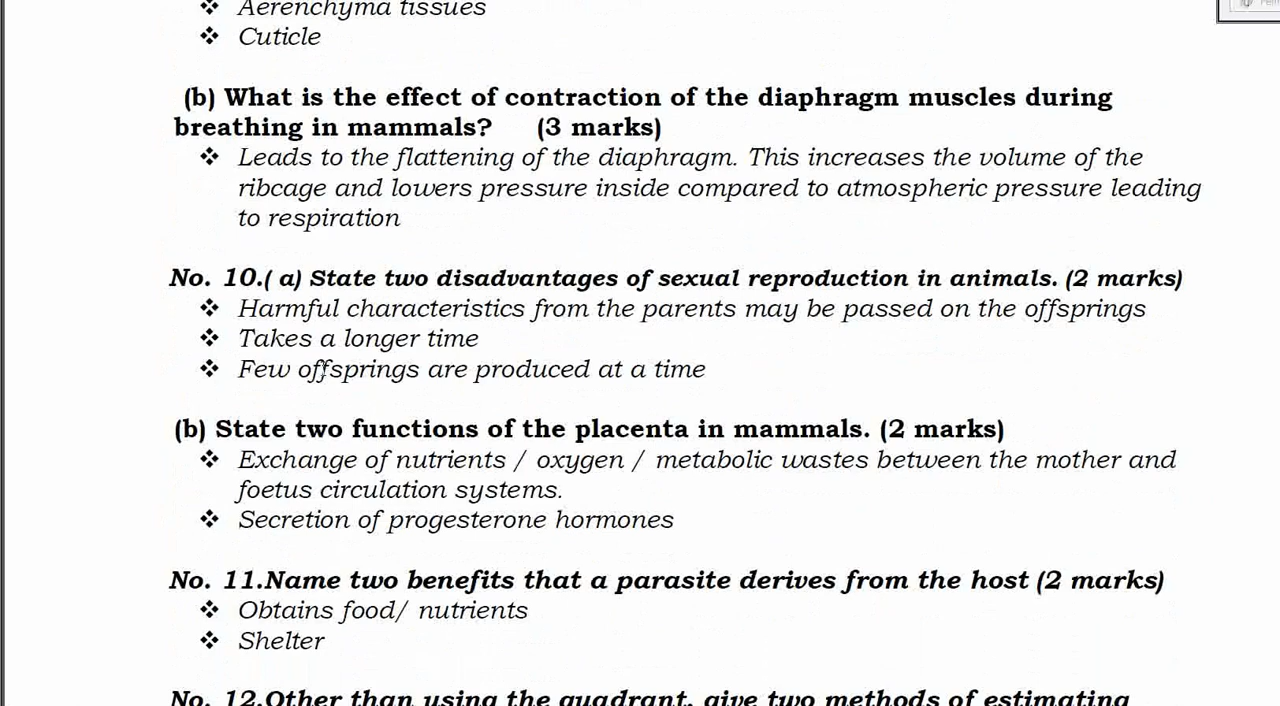 ❖ Aerenchyma tissues
❖ Cuticle
(b) What is the effect of contraction of the diaphragm muscles during
breathing in mammals? (3 marks)
❖ Leads to the flattening of the diaphragm. This increases the volume of the
ribcage and lowers pressure inside compared to atmospheric pressure leading
to respiration
No. 10.( a) State two disadvantages of sexual reproduction in animals. (2 marks)
❖ Harmful characteristics from the parents may be passed on the offsprings
❖ Takes a longer time
❖ Few offsprings are produced at a time
(b) State two functions of the placenta in mammals. (2 marks)
❖ Exchange of nutrients / oxygen / metabolic wastes between the mother and
foetus circulation systems.
❖ Secretion of progesterone hormones
No. 11.Name two benefits that a parasite derives from the host (2 marks)
❖ Obtains food/ nutrients
❖ Shelter
No. 12.Other than using the quadrant, give two methods of estimating